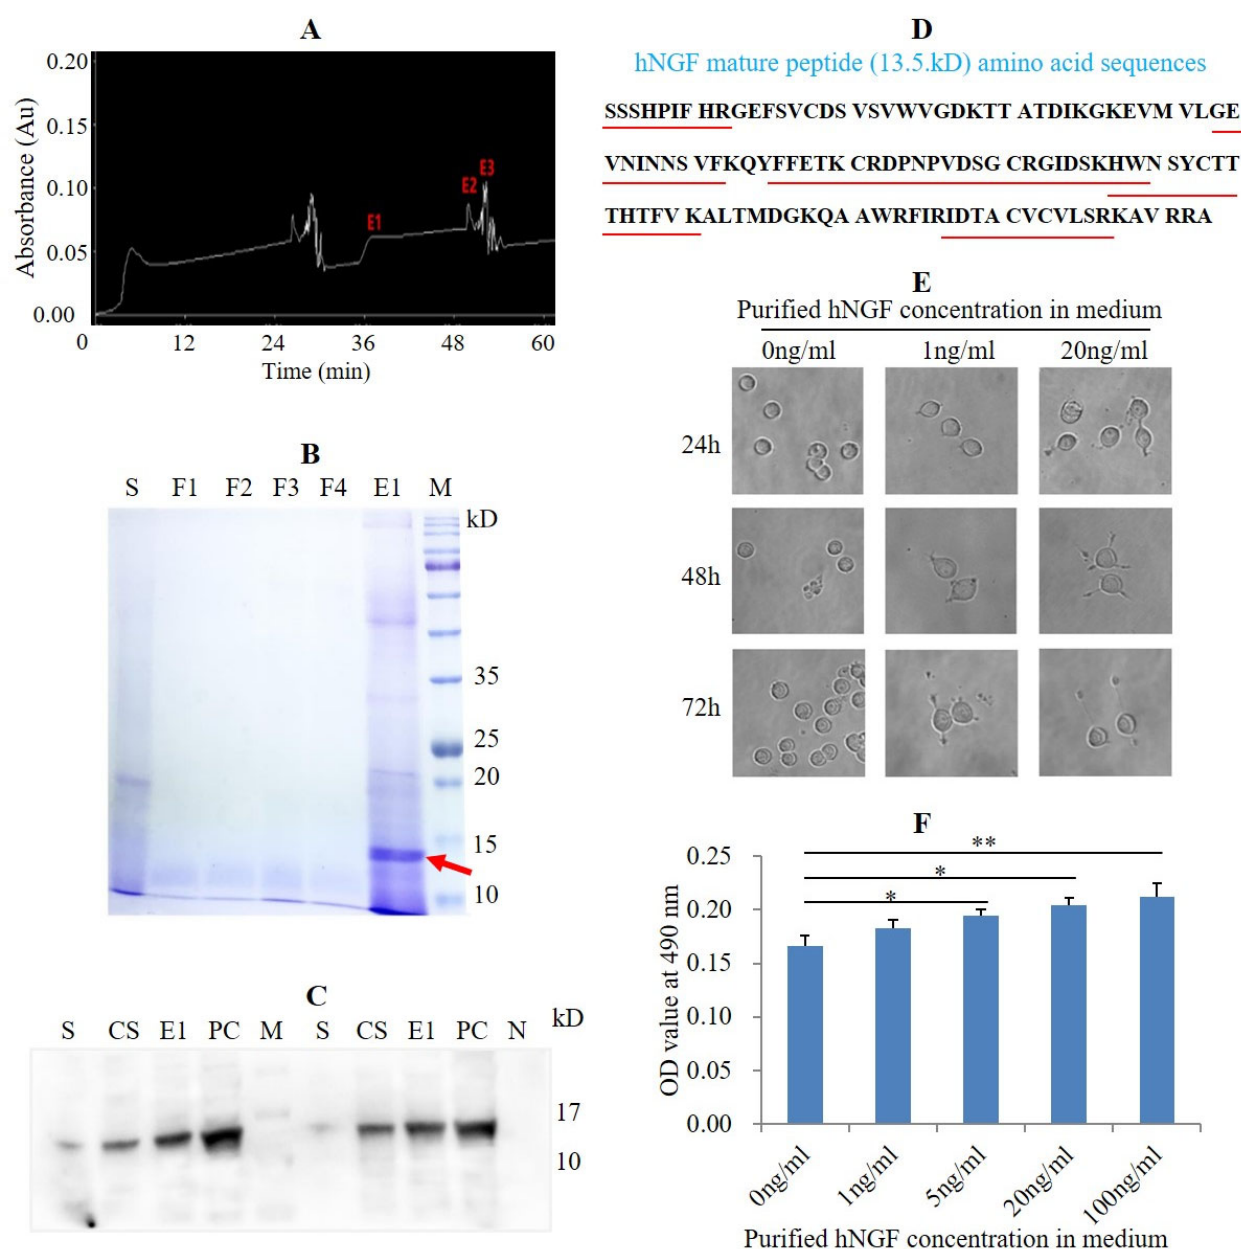 A
0.20
0.15
0.10
0.05
0.00
Absorbance (Au)
E1
E2
E3
0 12 24 36 48 60
Time (min)
B
S F1 F2 F3 F4 E1 M
kD
35
25
20
15
10
C
S CS E1 PC M S CS E1 PC N
kD
17
10
D
hNGF mature peptide (13.5.kD) amino acid sequences
SSSHPIF HRGEFSVCDS VSVWVGDKTT ATDIKGKEVM VLGE
VNINNS VFKQYFFETK CRDPNPVDSG CRGIDSKHWN SYCTT
THTFV KALTMDGKQA AWRFIRIDTA CVCVLSRKAV RRA
E
Purified hNGF concentration in medium
0ng/ml 1ng/ml 20ng/ml
24h
48h
72h
F
**
*
*
0.25
0.20
0.15
0.10
0.05
0.00
OD value at 490 nm
0ng/ml 1ng/ml 5ng/ml 20ng/ml 100ng/ml
Purified hNGF concentration in medium